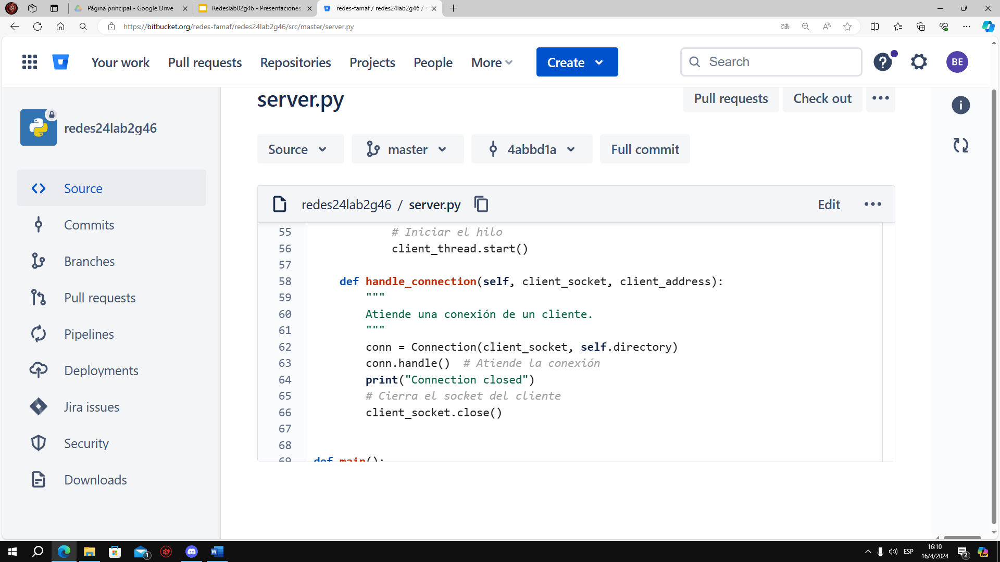 Página principal - Google Drive
Redeslab02g46 - Presentaciones
redes-famaf / redes24lab2g46 /
https://bitbucket.org/redes-famaf/redes24lab2g46/src/master/server.py
Your work
Pull requests
Repositories
Projects
People
More
Create
Search
BE
server.py
Pull requests
Check out
redes24lab2g46
Source
master
4abbd1a
Full commit
Source
Commits
Branches
Pull requests
Pipelines
Deployments
Jira issues
Security
Downloads
redes24lab2g46 / server.py
Edit
55 # Iniciar el hilo
56 client_thread.start()
57
58 def handle_connection(self, client_socket, client_address):
59 """
60 Atiende una conexión de un cliente.
61 """
62 conn = Connection(client_socket, self.directory)
63 conn.handle()  # Atiende la conexión
64 print("Connection closed")
65 # Cierra el socket del cliente
66 client_socket.close()
67
68
69 def main():
1
ESP
16:10
16/4/2024
2